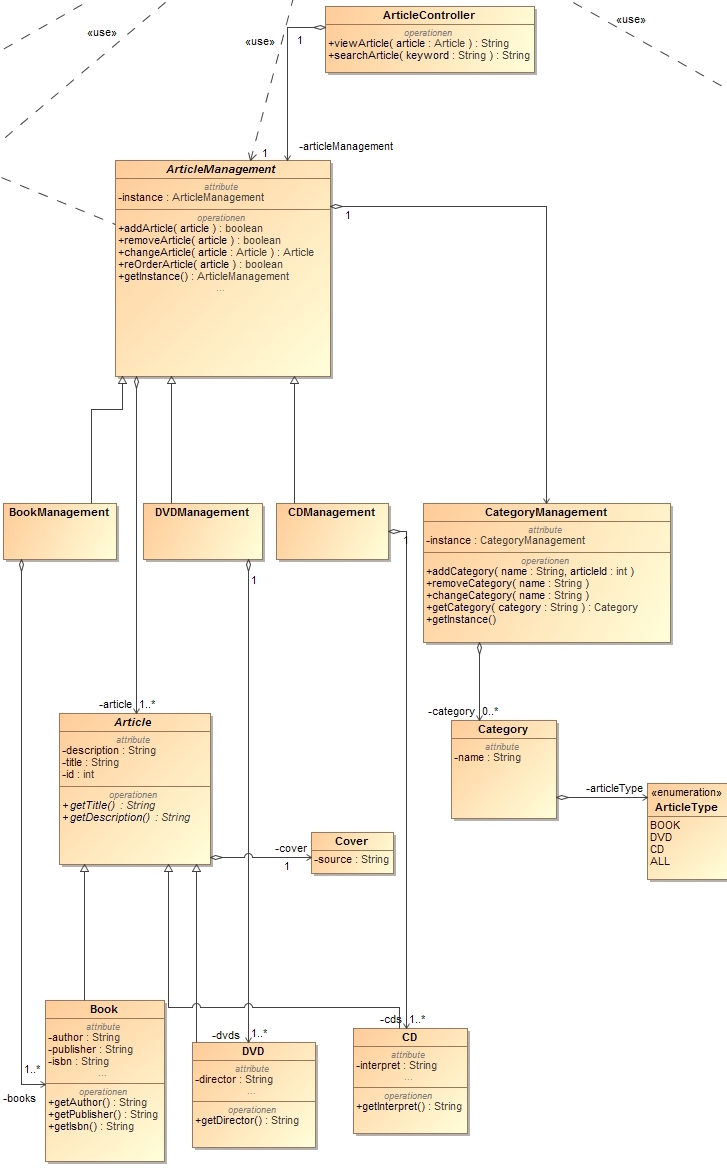 ArticleController
operationen
+viewArticle( article : Article ) : String
+searchArticle( keyword : String ) : String
«use»
«use»
«use»
1
1
-articleManagement
ArticleManagement
attribute
-instance : ArticleManagement
operationen
+addArticle( article ) : boolean
+removeArticle( article ) : boolean
+changeArticle( article : Article ) : Article
+reOrderArticle( article ) : boolean
+getInstance() : ArticleManagement
...
1
BookManagement
DVDManagement
CDManagement
1
1
CategoryManagement
attribute
-instance : CategoryManagement
operationen
+addCategory( name : String, articleId : int )
+removeCategory( name : String )
+changeCategory( name : String )
+getCategory( category : String ) : Category
+getInstance()
-article 1..*
-category 0..*
Article
attribute
-description : String
-title : String
-id : int
operationen
+getTitle() : String
+getDescription() : String
Category
attribute
-name : String
-articleType
«enumeration»
ArticleType
BOOK
DVD
CD
ALL
-cover
1
Cover
-source : String
Book
attribute
-author : String
-publisher : String
-isbn : String
...
operationen
+getAuthor() : String
+getPublisher() : String
+getIsbn() : String
1..*
-books
-dvds 1..*
DVD
attribute
-director : String
...
operationen
+getDirector() : String
-cds 1..*
CD
attribute
-interpret : String
...
operationen
+getInterpret() : String